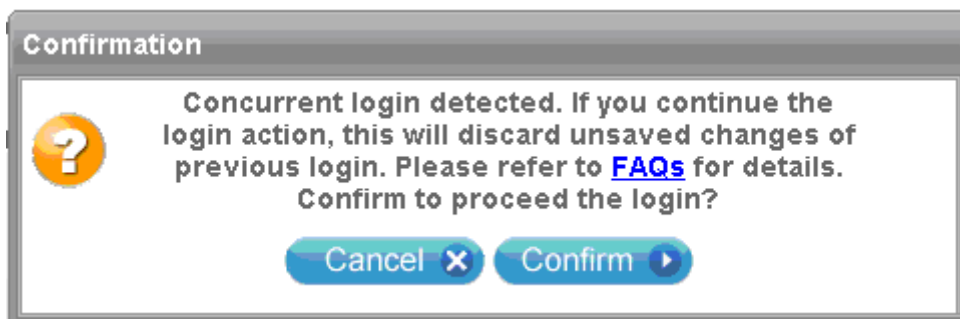 Confirmation
Concurrent login detected. If you continue the
login action, this will discard unsaved changes of
previous login. Please refer to FAQs for details.
Confirm to proceed the login?
Cancel
Confirm